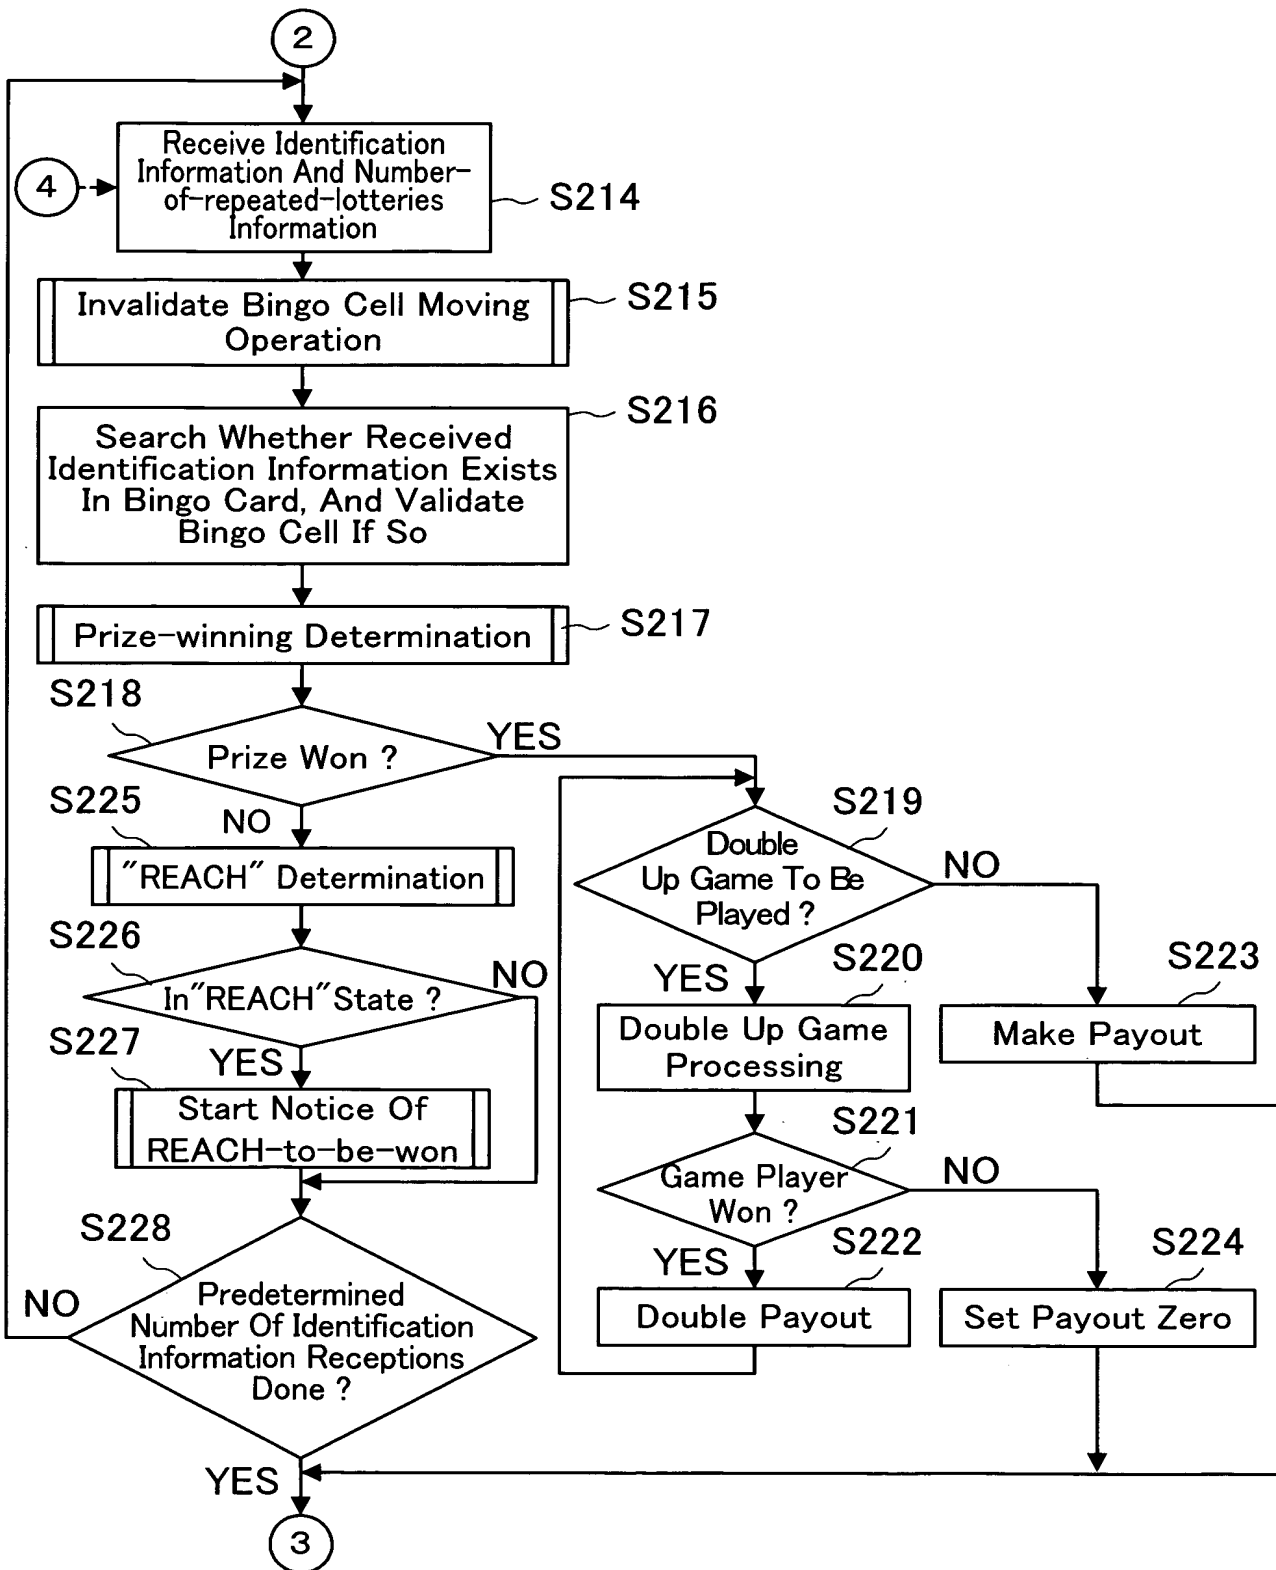 2
Receive Identification
Information And Number-
of-repeated-lotteries
Information
4
S214
Invalidate Bingo Cell Moving
Operation
S215
Search Whether Received
Identification Information Exists
In Bingo Card, And Validate
Bingo Cell If So
S216
Prize-winning Determination
S217
S218
Prize Won ?
YES
NO
S225
"REACH" Determination
S226
In "REACH" State ?
NO
YES
S227
Start Notice Of
REACH-to-be-won
S228
Predetermined
Number Of Identification
Information Receptions
Done ?
NO
YES
3
S219
Double
Up Game To Be
Played ?
NO
YES
S220
Double Up Game
Processing
S223
Make Payout
S221
Game Player
Won ?
NO
YES
S222
Double Payout
S224
Set Payout Zero